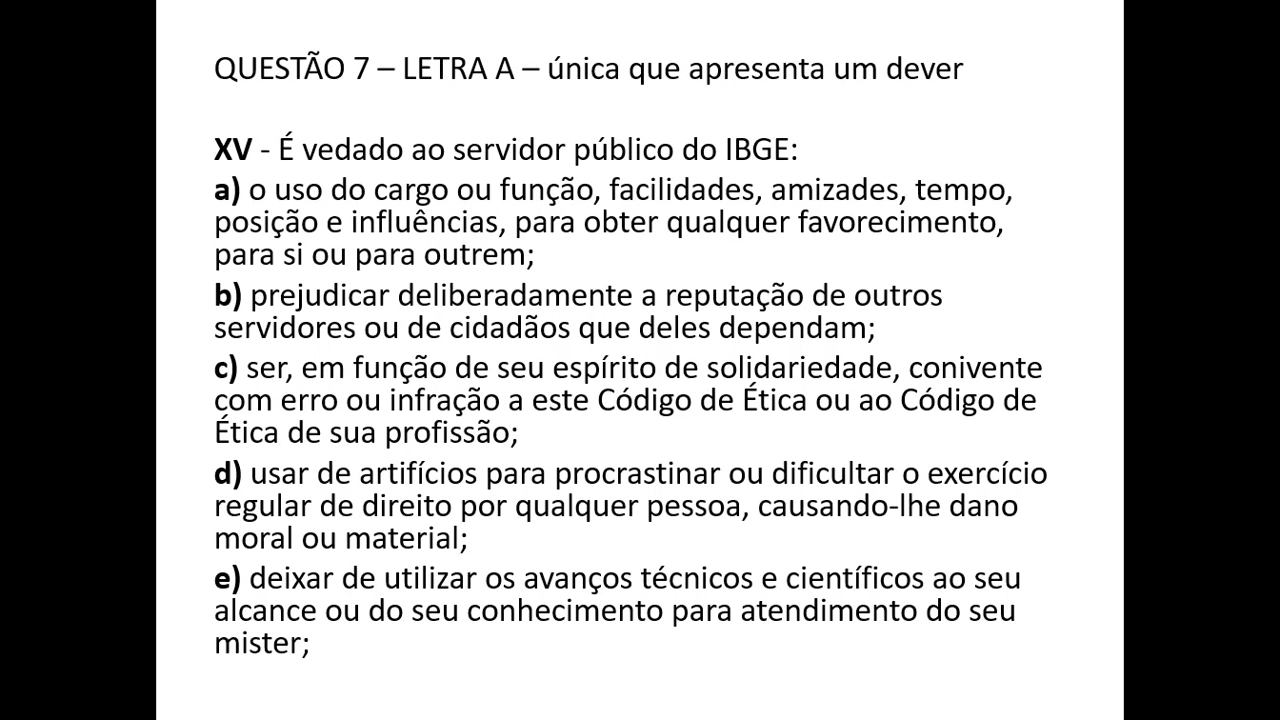 QUESTÃO 7 – LETRA A – única que apresenta um dever
XV - É vedado ao servidor público do IBGE:
a) o uso do cargo ou função, facilidades, amizades, tempo,
posição e influências, para obter qualquer favorecimento,
para si ou para outrem;
b) prejudicar deliberadamente a reputação de outros
servidores ou de cidadãos que deles dependam;
c) ser, em função de seu espírito de solidariedade, conivente
com erro ou infração a este Código de Ética ou ao Código de
Ética de sua profissão;
d) usar de artifícios para procrastinar ou dificultar o exercício
regular de direito por qualquer pessoa, causando-lhe dano
moral ou material;
e) deixar de utilizar os avanços técnicos e científicos ao seu
alcance ou do seu conhecimento para atendimento do seu
mister;